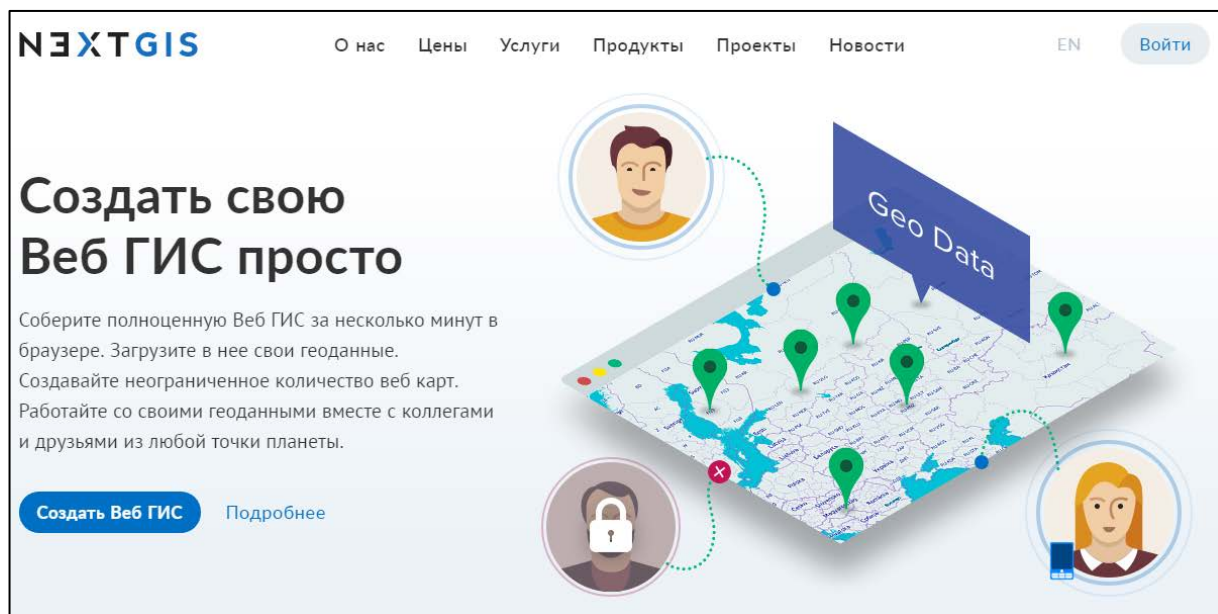 NEXTGIS
О нас Цены Услуги Продукты Проекты Новости EN Войти
Создать свою
Веб ГИС просто
Соберите полноценную Веб ГИС за несколько минут в
браузере. Загрузите в нее свои геоданные.
Создавайте неограниченное количество веб карт.
Работайте со своими геоданными вместе с коллегами
и друзьями из любой точки планеты.
Создать Веб ГИС Подробнее
Geo Data